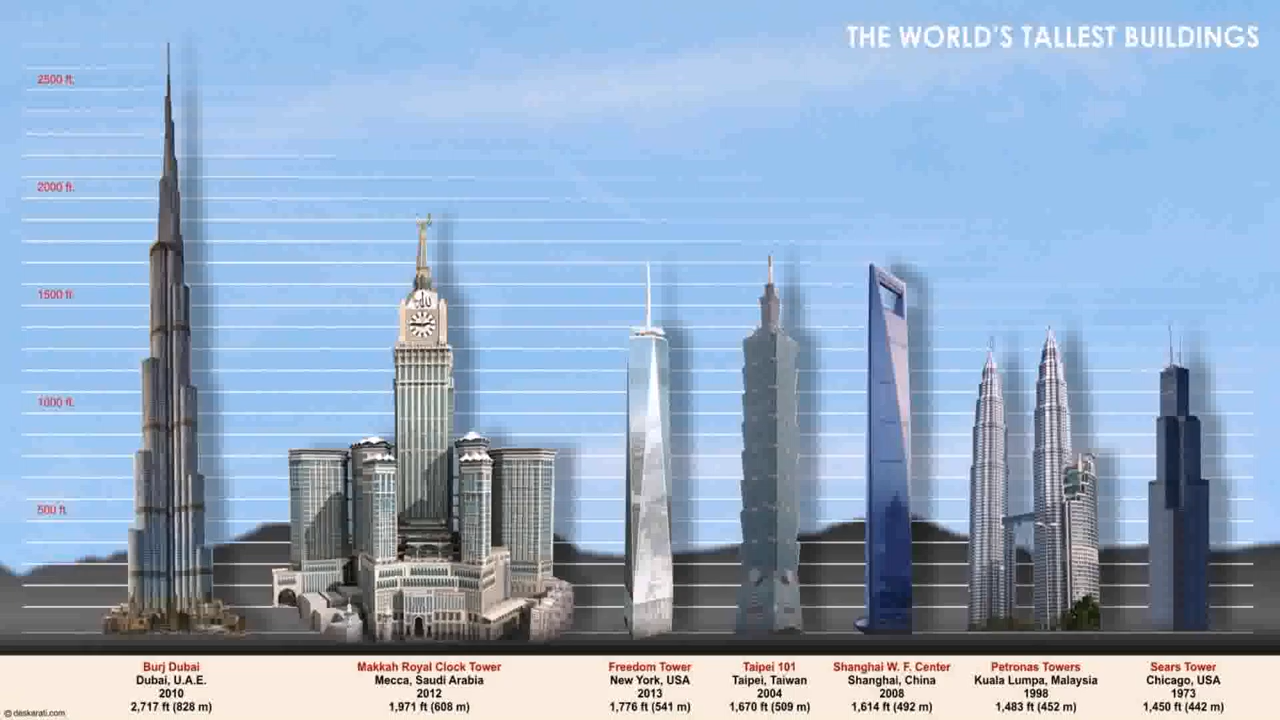 THE WORLD'S TALLEST BUILDINGS
2500 ft.
2000 ft.
1500 ft.
1000 ft.
500 ft.
Burj Dubai
Dubai, U.A.E.
2010
2,717 ft (828 m)
Makkah Royal Clock Tower
Mecca, Saudi Arabia
2012
1,971 ft (608 m)
Freedom Tower
New York, USA
2013
1,776 ft (541 m)
Taipei 101
Taipei, Taiwan
2004
1,670 ft (509 m)
Shanghai W. F. Center
Shanghai, China
2008
1,614 ft (492 m)
Petronas Towers
Kuala Lumpa, Malaysia
1998
1,483 ft (452 m)
Sears Tower
Chicago, USA
1973
1,450 ft (442 m)
© deskarati.com